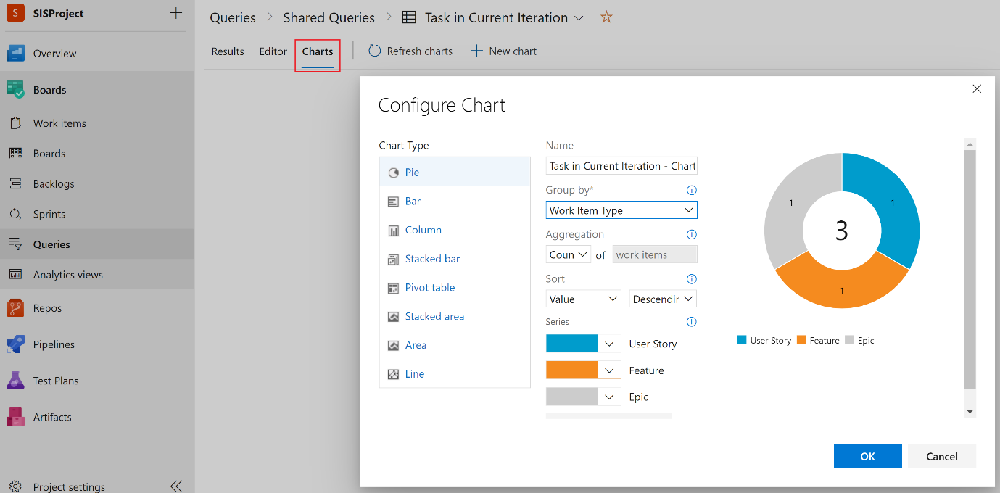 S SISProject
Queries Shared Queries Task in Current Iteration
Overview
Results Editor Charts Refresh charts New chart
Boards
Work items
Boards
Backlogs
Sprints
Queries
Analytics views
Repos
Pipelines
Test Plans
Artifacts
Project settings
Configure Chart
Chart Type
Pie
Bar
Column
Stacked bar
Pivot table
Stacked area
Area
Line
Name
Task in Current Iteration - Chart
Group by*
Work Item Type
Aggregation
Coun of work items
Sort
Value Descendir
Series
User Story
Feature
Epic
1 1
3
1
User Story Feature Epic
OK Cancel